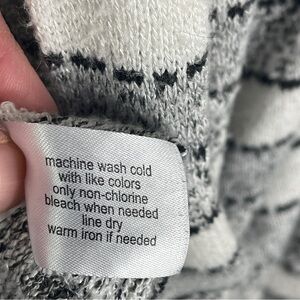 machine wash cold
with like colors
only non-chlorine
bleach when needed
line dry
warm iron if needed